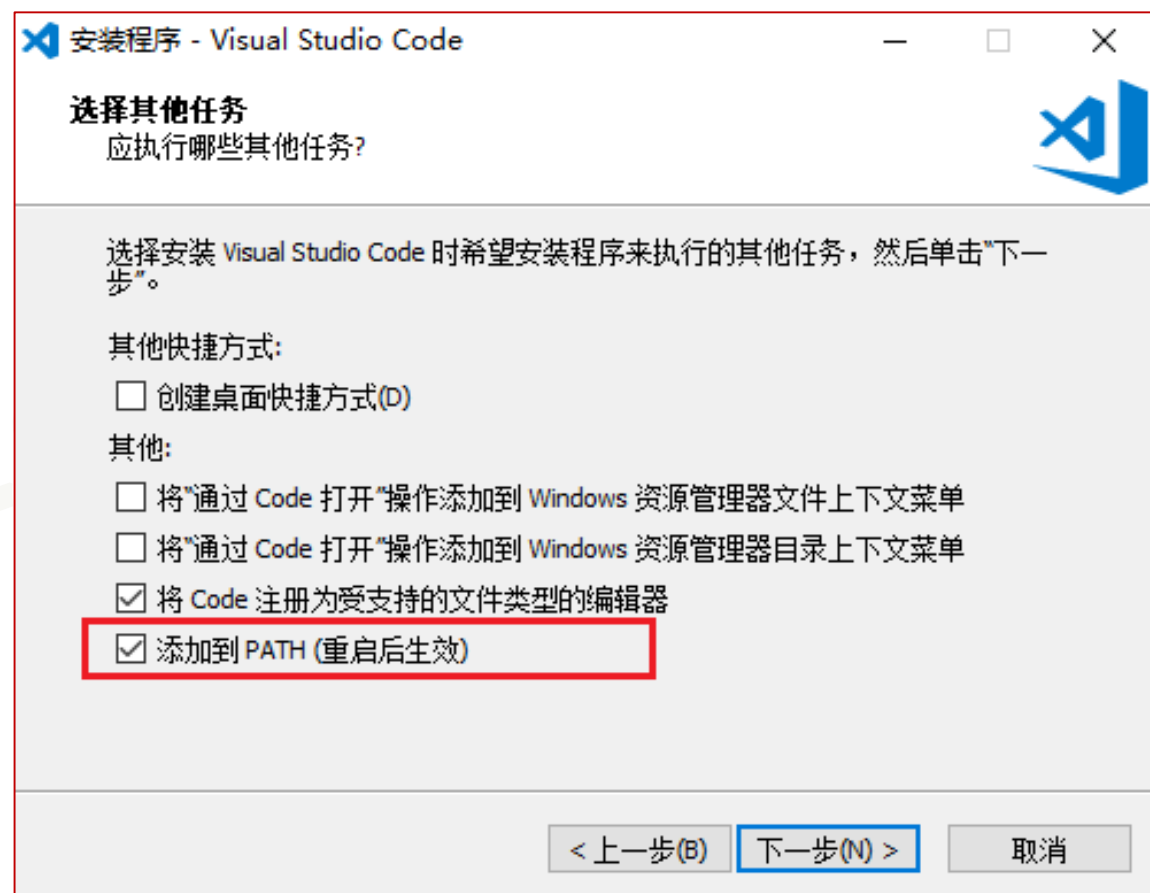 安装程序 - Visual Studio Code
选择其他任务
应执行哪些其他任务?
选择安装 Visual Studio Code 时希望安装程序来执行的其他任务，然后单击"下一
步"。
其他快捷方式:
创建桌面快捷方式(D)
其他:
将"通过 Code 打开"操作添加到 Windows 资源管理器文件上下文菜单
将"通过 Code 打开"操作添加到 Windows 资源管理器目录上下文菜单
将 Code 注册为受支持的文件类型的编辑器
添加到 PATH (重启后生效)
< 上一步(B) 下一步(N) > 取消